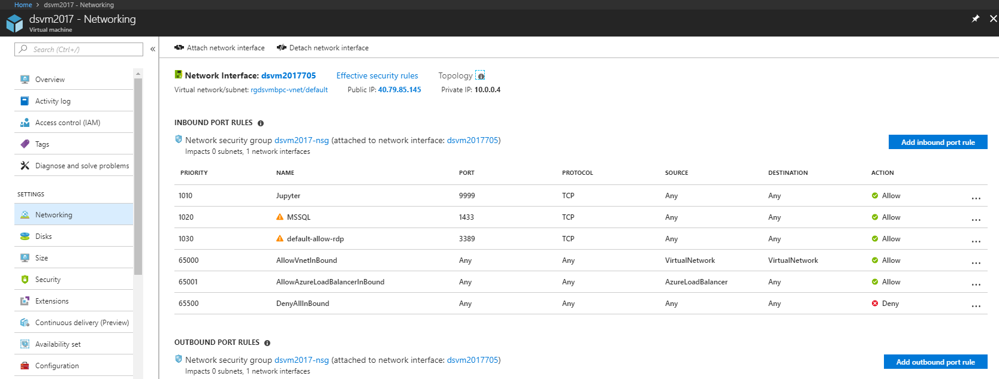 Home > dsvm2017 - Networking
dsvm2017 - Networking
Virtual machine
Search (Ctrl+/)
«
Overview
Activity log
Access control (IAM)
Tags
Diagnose and solve problems
SETTINGS
Networking
Disks
Size
Security
Extensions
Continuous delivery (Preview)
Availability set
Configuration
Attach network interface Detach network interface
Network Interface: dsvm2017705 Effective security rules Topology
Virtual network/subnet: rgdsvmbpc-vnet/default Public IP: 40.79.85.145 Private IP: 10.0.0.4
INBOUND PORT RULES
Network security group dsvm2017-nsg (attached to network interface: dsvm2017705)
Impacts 0 subnets, 1 network interfaces
Add inbound port rule
PRIORITY NAME PORT PROTOCOL SOURCE DESTINATION ACTION
1010 Jupyter 9999 TCP Any Any Allow ...
1020 MSSQL 1433 TCP Any Any Allow ...
1030 default-allow-rdp 3389 TCP Any Any Allow ...
65000 AllowVnetInBound Any Any VirtualNetwork VirtualNetwork Allow ...
65001 AllowAzureLoadBalancerInBound Any Any AzureLoadBalancer Any Allow ...
65500 DenyAllInBound Any Any Any Any Deny ...
OUTBOUND PORT RULES
Network security group dsvm2017-nsg (attached to network interface: dsvm2017705)
Impacts 0 subnets, 1 network interfaces
Add outbound port rule